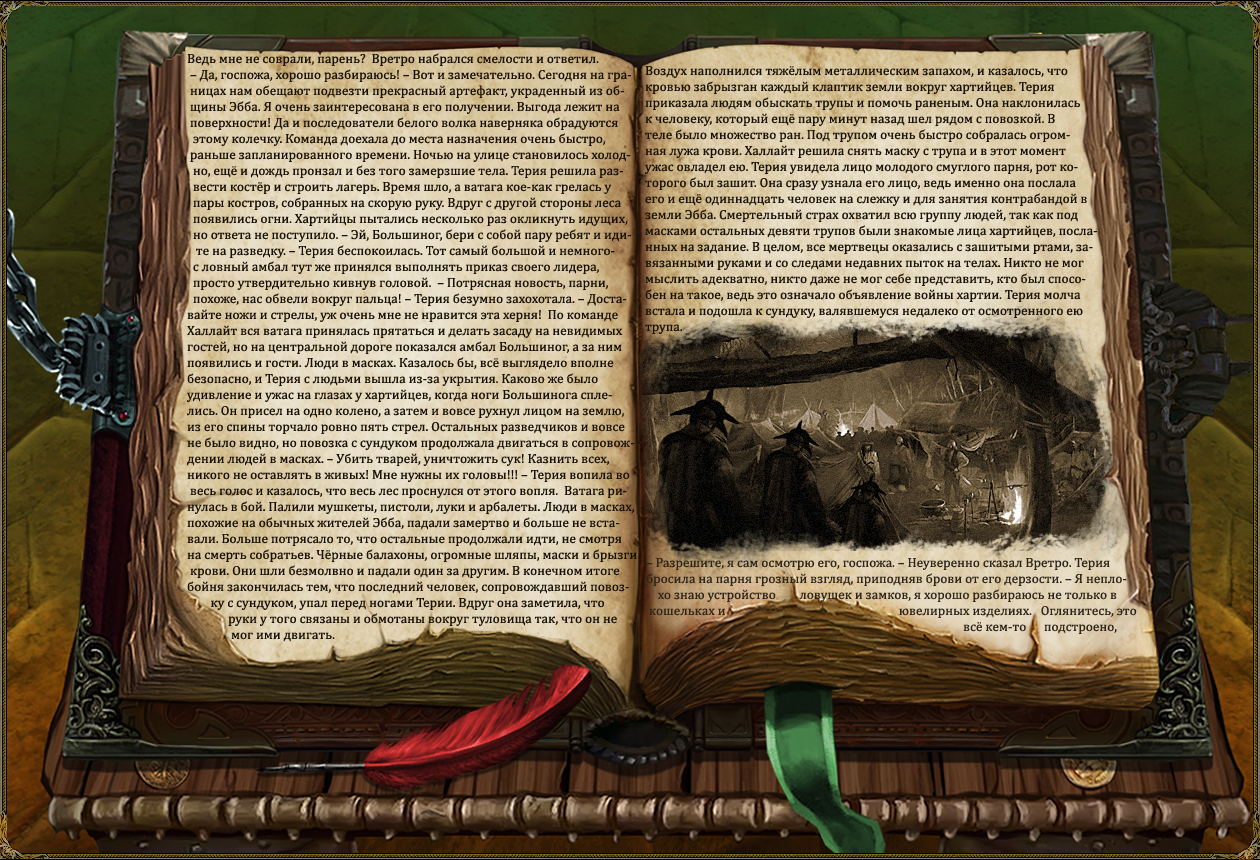 Ведь мне не соврали, парень?  Вретро набрался смелости и ответил.
– Да, госпожа, хорошо разбираюсь! – Вот и замечательно. Сегодня на гра-
ницах нам обещают подвезти прекрасный артефакт, украденный из об-
щины Эбба. Я очень заинтересована в его получении. Выгода лежит на
поверхности! Да и последователи белого волка наверняка обрадуются
этому колечку. Команда доехала до места назначения очень быстро,
раньше запланированного времени. Ночью на улице становилось холод-
но, ещё и дождь пронзал и без того замерзшие тела. Терия решила раз-
вести костёр и строить лагерь. Время шло, а ватага кое-как грелась у
пары костров, собранных на скорую руку. Вдруг с другой стороны леса
появились огни. Хартийцы пытались несколько раз окликнуть идущих,
но ответа не поступило. – Эй, Большиног, бери с собой пару ребят и иди-
те на разведку. – Терия беспокоилась. Тот самый большой и немного-
с ловный амбал тут же принялся выполнять приказ своего лидера,
просто утвердительно кивнув головой.  – Потрясная новость, парни,
похоже, нас обвели вокруг пальца! – Терия безумно захохотала. – Доста-
вайте ножи и стрелы, уж очень мне не нравится эта херня!  По команде
Халлайт вся ватага принялась прятаться и делать засаду на невидимых
гостей, но на центральной дороге показался амбал Большиног, а за ним
появились и гости. Люди в масках. Казалось бы, всё выглядело вполне
безопасно, и Терия с людьми вышла из-за укрытия. Каково же было
удивление и ужас на глазах у хартийцев, когда ноги Большинога спле-
лись. Он присел на одно колено, а затем и вовсе рухнул лицом на землю,
из его спины торчало ровно пять стрел. Остальных разведчиков и вовсе
не было видно, но повозка с сундуком продолжала двигаться в сопровож-
дении людей в масках. – Убить тварей, уничтожить сук! Казнить всех,
никого не оставлять в живых! Мне нужны их головы!!! – Терия вопила во
весь голос и казалось, что весь лес проснулся от этого вопля.  Ватага ри-
нулась в бой. Палили мушкеты, пистоли, луки и арбалеты. Люди в масках,
похожие на обычных жителей Эбба, падали замертво и больше не вста-
вали. Больше потрясало то, что остальные продолжали идти, не смотря
на смерть собратьев. Чёрные балахоны, огромные шляпы, маски и брызги
крови. Они шли безмолвно и падали один за другим. В конечном итоге
бойня закончилась тем, что последний человек, сопровождавший повоз-
ку с сундуком, упал перед ногами Терии. Вдруг она заметила, что
руки у того связаны и обмотаны вокруг туловища так, что он не
мог ими двигать.
Воздух наполнился тяжёлым металлическим запахом, и казалось, что
кровью забрызган каждый клаптик земли вокруг хартийцев. Терия
приказала людям обыскать трупы и помочь раненым. Она наклонилась
к человеку, который ещё пару минут назад шел рядом с повозкой. В
теле было множество ран. Под трупом очень быстро собралась огром-
ная лужа крови. Халлайт решила снять маску с трупа и в этот момент
ужас овладел ею. Терия увидела лицо молодого смуглого парня, рот ко-
торого был зашит. Она сразу узнала его лицо, ведь именно она послала
его и ещё одиннадцать человек на слежку и для занятия контрабандой в
земли Эбба. Смертельный страх охватил всю группу людей, так как под
масками остальных девяти трупов были знакомые лица хартийцев, посла-
нных на задание. В целом, все мертвецы оказались с зашитыми ртами, за-
вязанными руками и со следами недавних пыток на телах. Никто не мог
мыслить адекватно, никто даже не мог себе представить, кто был спосо-
бен на такое, ведь это означало объявление войны хартии. Терия молча
встала и подошла к сундуку, валявшемуся недалеко от осмотренного ею
трупа.
– Разрешите, я сам осмотрю его, госпожа. – Неуверенно сказал Вретро. Терия
бросила на парня грозный взгляд, приподняв брови от его дерзости. – Я непло-
хо знаю устройство ловушек и замков, я хорошо разбираюсь не только в
кошельках и ювелирных изделиях.  Оглянитесь, это
всё кем-то подстроено,